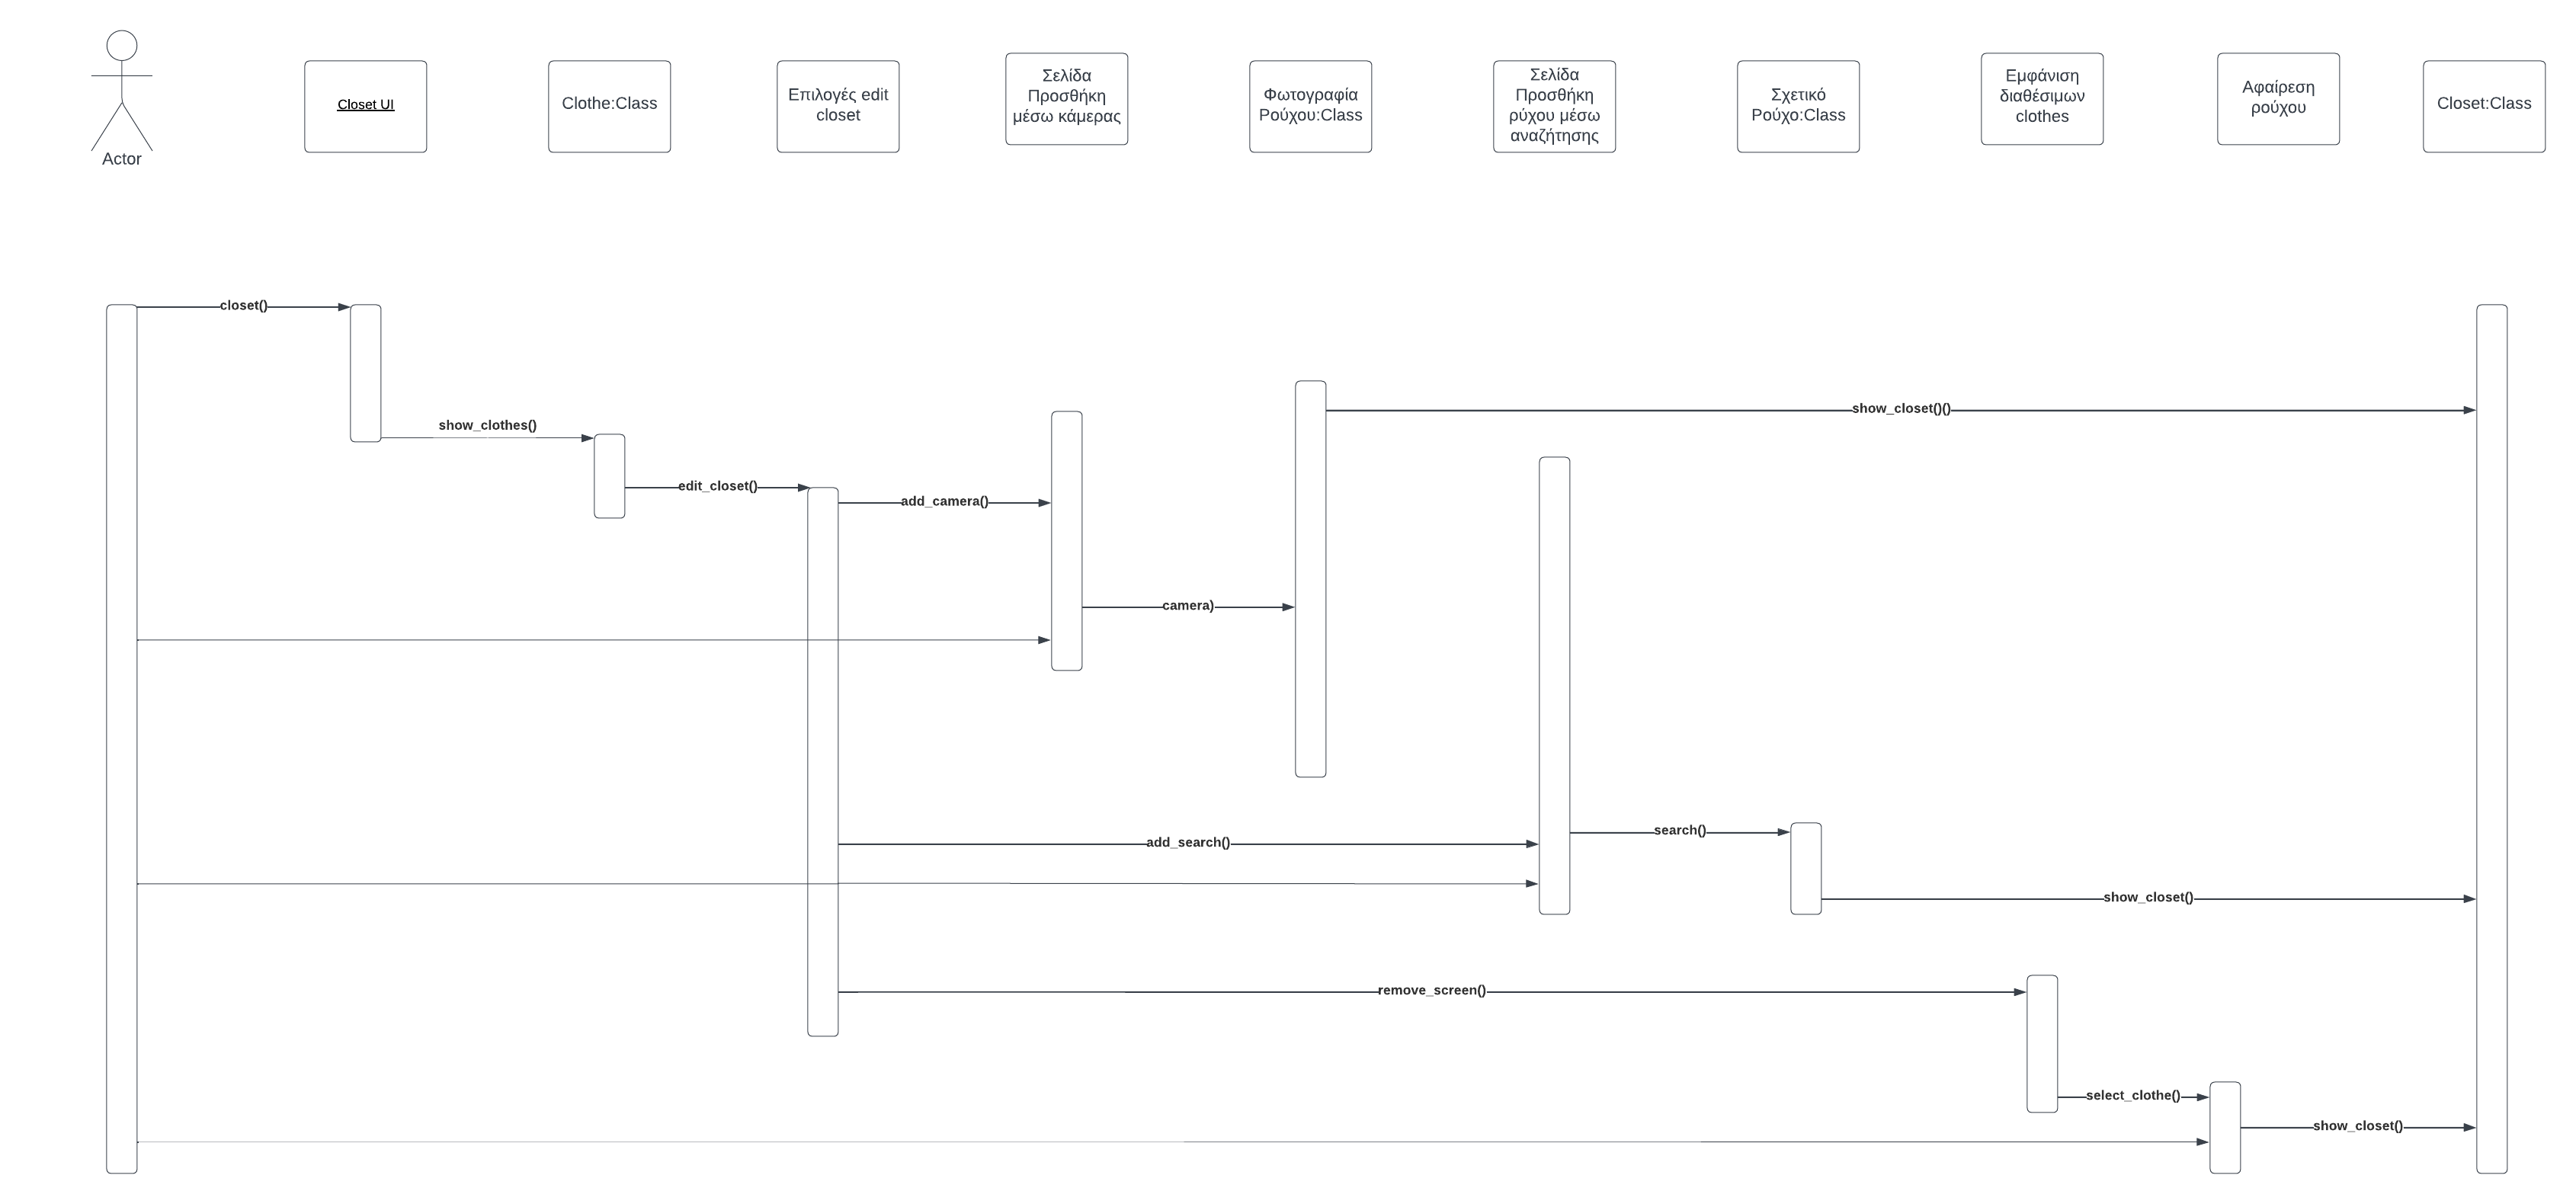 Actor
Closet UI
Clothe:Class
Επιλογές edit
closet
Σελίδα
Προσθήκη
μέσω κάμερας
Φωτογραφία
Ρούχου:Class
Σελίδα
Προσθήκη
ρύχου μέσω
αναζήτησης
Σχετικό
Ρούχο:Class
Εμφάνιση
διαθέσιμων
clothes
Αφαίρεση
ρούχου
Closet:Class
closet()
show_closet()()
show_clothes()
edit_closet()
add_camera()
camera)
search()
add_search()
show_closet()
remove_screen()
select_clothe()
show_closet()